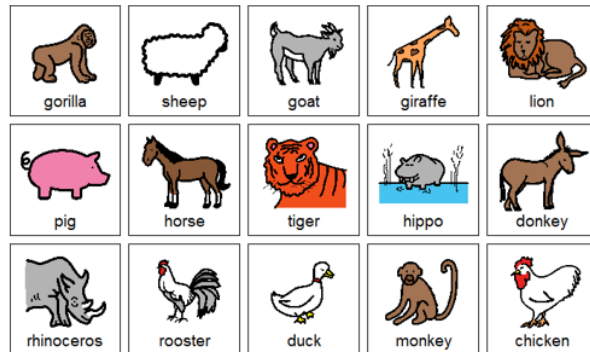 gorilla sheep goat giraffe lion
pig horse tiger hippo donkey
rhinoceros rooster duck monkey chicken